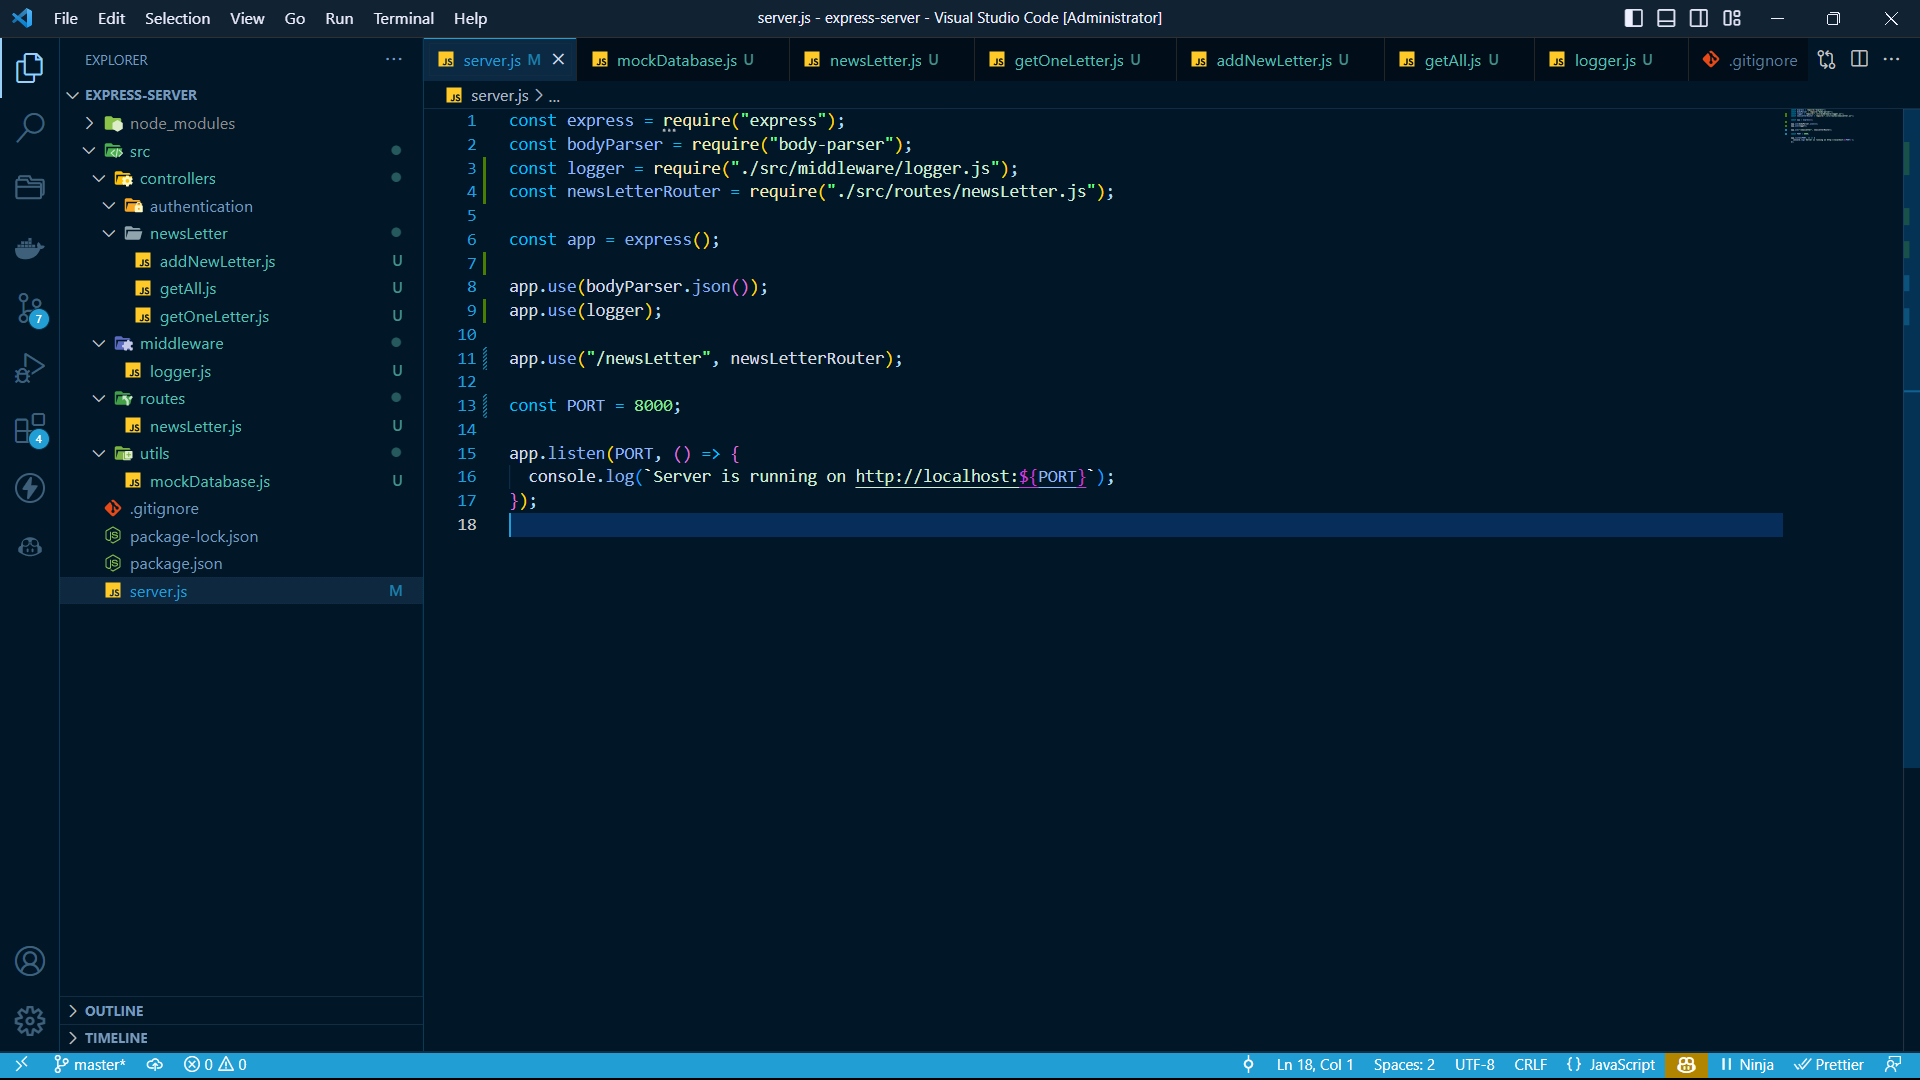 File Edit Selection View Go Run Terminal Help
server.js - express-server - Visual Studio Code [Administrator]
EXPLORER
EXPRESS-SERVER
node_modules
src
controllers
authentication
newsLetter
addNewLetter.js U
getAll.js U
getOneLetter.js U
middleware
logger.js U
routes
newsLetter.js U
utils
mockDatabase.js U
.gitignore
package-lock.json
package.json
server.js M
OUTLINE
TIMELINE
7
4
server.js M
mockDatabase.js U
newsLetter.js U
getOneLetter.js U
addNewLetter.js U
getAll.js U
logger.js U
.gitignore
server.js > ...
1 const express = require("express");
2 const bodyParser = require("body-parser");
3 const logger = require("./src/middleware/logger.js");
4 const newsLetterRouter = require("./src/routes/newsLetter.js");
5
6 const app = express();
7
8 app.use(bodyParser.json());
9 app.use(logger);
10
11 app.use("/newsLetter", newsLetterRouter);
12
13 const PORT = 8000;
14
15 app.listen(PORT, () => {
16 console.log(`Server is running on http://localhost:${PORT}`);
17 });
18
master* 0 0
Ln 18, Col 1 Spaces: 2 UTF-8 CRLF {} JavaScript Ninja Prettier